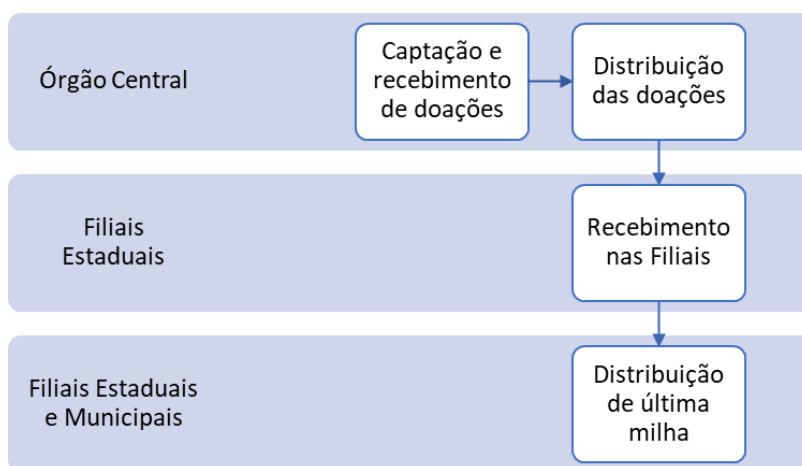 Órgão Central
Captação e
recebimento
de doações
Distribuição
das doações
Filiais
Estaduais
Recebimento
nas Filiais
Filiais Estaduais
e Municipais
Distribuição
de última
milha